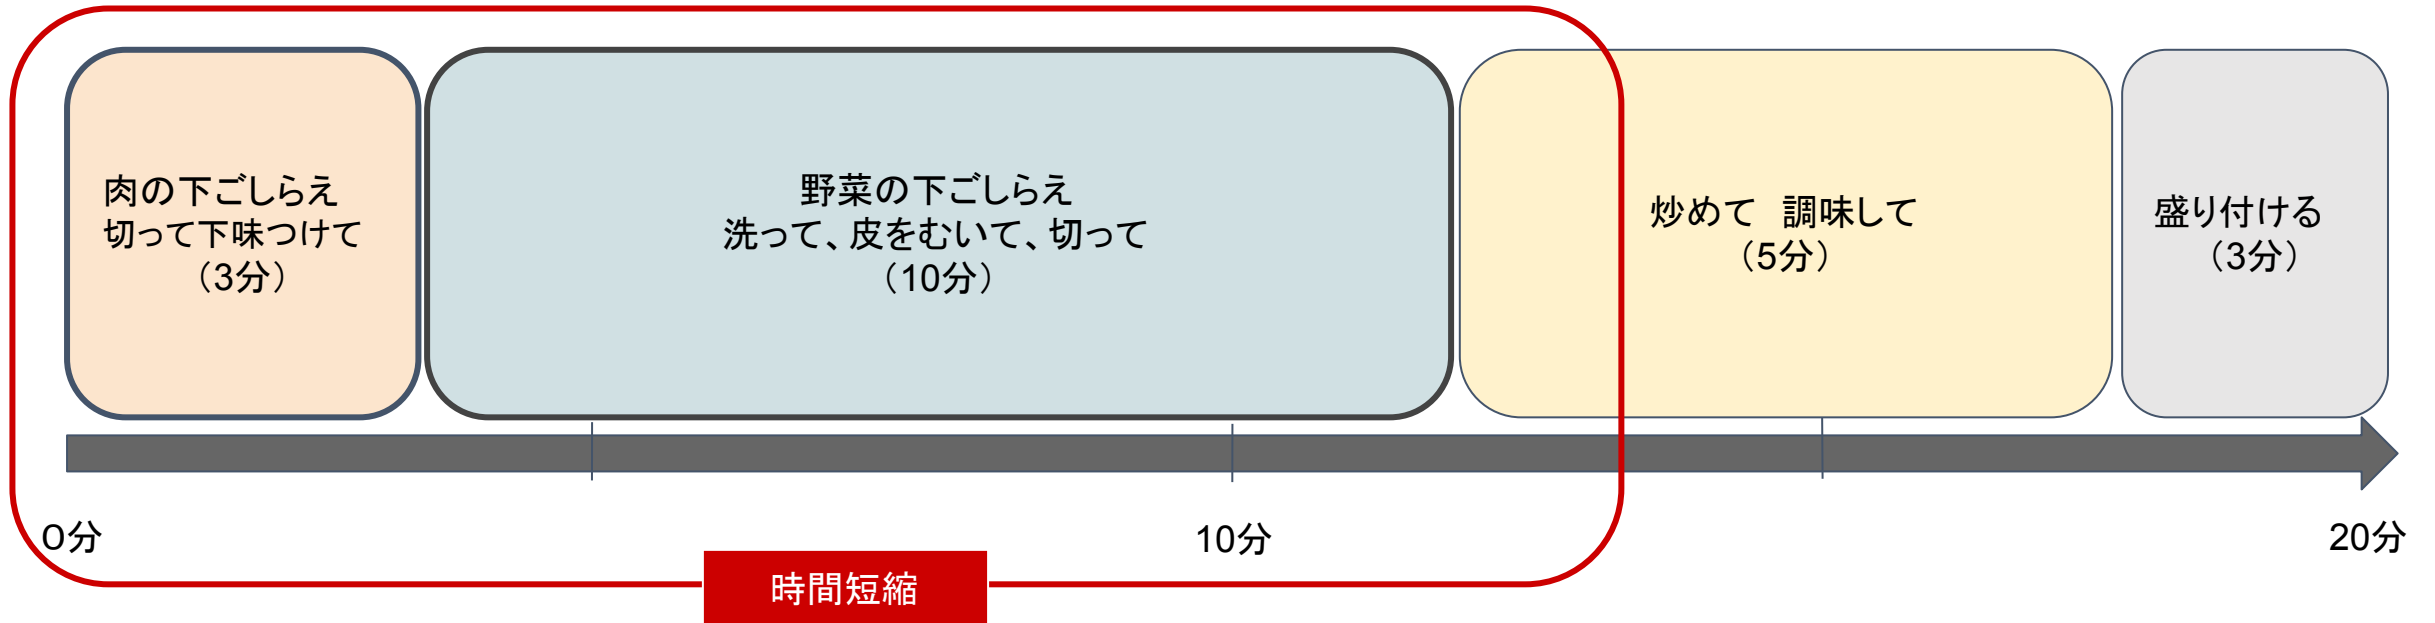 肉の下ごしらえ
切って下味つけて
（3分）
野菜の下ごしらえ
洗って、皮をむいて、切って
（10分）
炒めて　調味して
（5分）
盛り付ける
（3分）
0分
10分
20分
時間短縮